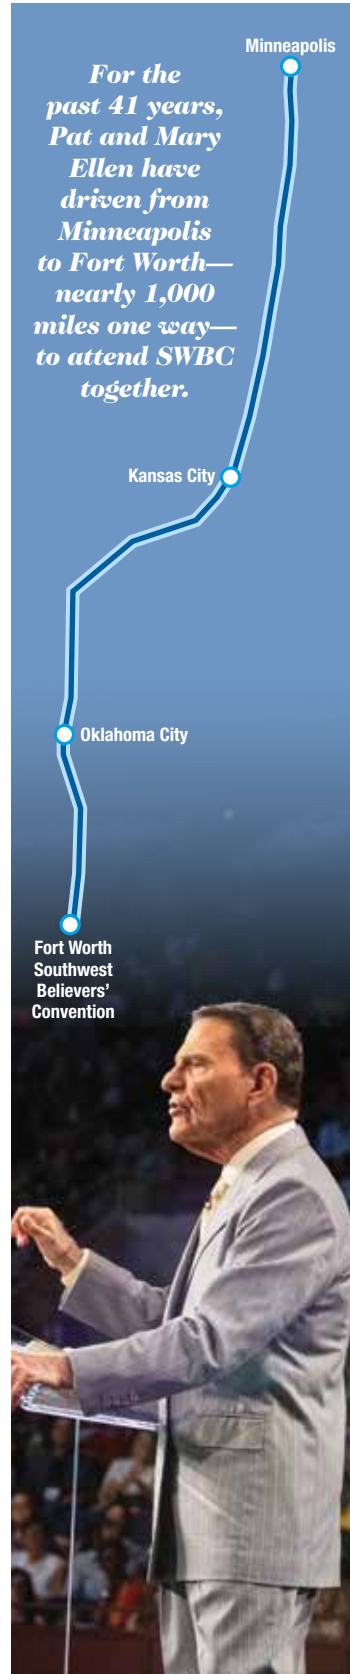 Minneapolis
For the
past 41 years,
Pat and Mary
Ellen have
driven from
Minneapolis
to Fort Worth—
nearly 1,000
miles one way—
to attend SWBC
together.
Kansas City
Oklahoma City
Fort Worth
Southwest
Believers’
Convention